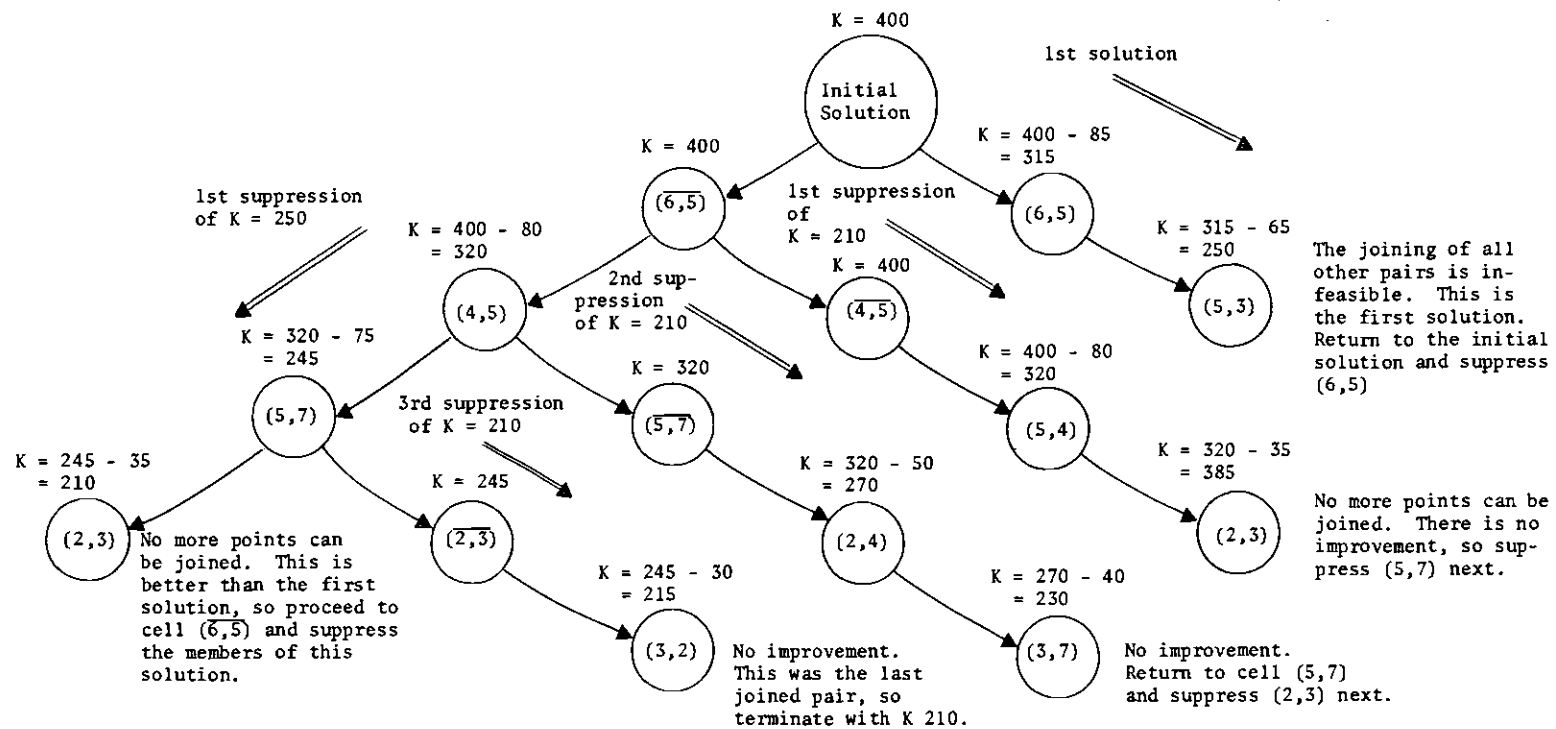 K = 400
1st solution
Initial
Solution
K = 400 - 85
= 315
K = 400
1st suppression
of K = 250
(6,5)
1st suppression
of
K = 210
(6,5)
K = 400 - 80
= 320
K = 315 - 65
= 250
The joining of all
other pairs is in-
feasible. This is
the first solution.
Return to the initial
solution and suppress
(6,5)
K = 400
2nd sup-
pression
of K = 210
(4,5)
(4,5)
(5,3)
K = 320 - 75
= 245
K = 320
K = 400 - 80
= 320
(5,7)
3rd suppression
of K = 210
(5,7)
(5,4)
K = 245 - 35
= 210
K = 245
K = 320 - 50
= 270
K = 320 - 35
= 385
(2,3)
No more points can
be joined. This is
better than the first
solution, so proceed to
cell (6,5) and suppress
the members of this
solution.
(2,3)
(2,4)
(2,3)
No more points can be
joined. There is no
improvement, so sup-
press (5,7) next.
K = 245 - 30
= 215
K = 270 - 40
= 230
(3,2)
No improvement.
This was the last
joined pair, so
terminate with K 210.
(3,7)
No improvement.
Return to cell (5,7)
and suppress (2,3) next.